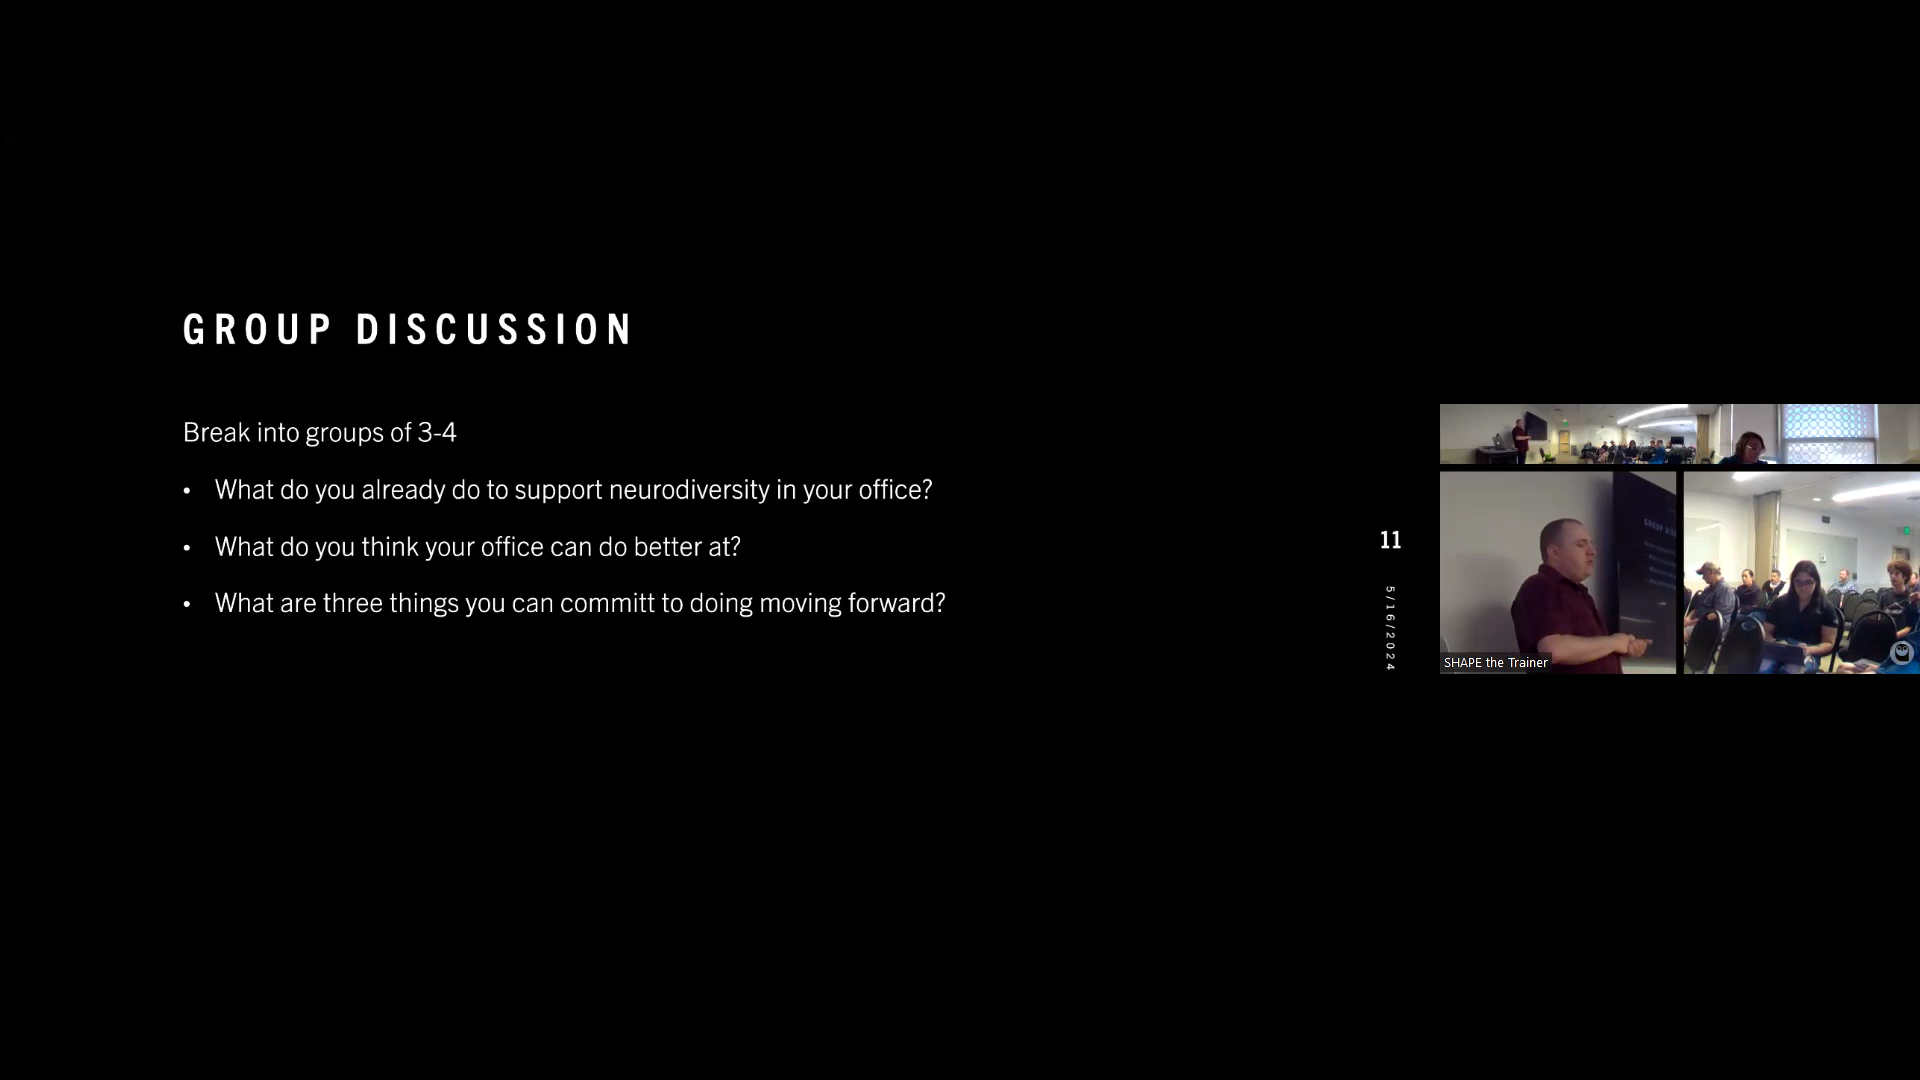 GROUP DISCUSSION
Break into groups of 3-4
• What do you already do to support neurodiversity in your office?
• What do you think your office can do better at?
• What are three things you can committ to doing moving forward?
11
5/16/2024
SHAPE the Trainer